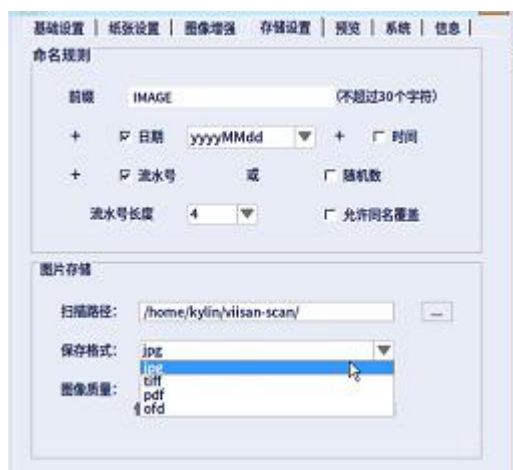 基础设置 | 纸张设置 | 图像增强 存储设置 | 预览 | 系统 | 信息 |
命名规则
前缀 IMAGE (不超过30个字符)
+ 日期 yyyyMMdd + 时间
+ 流水号 或 随机数
流水号长度 4 允许同名覆盖
图片存储
扫描路径: /home/kylin/viisan-scan/ ...
保存格式: jpg
jpg
tiff
图像质量: pdf
ofd